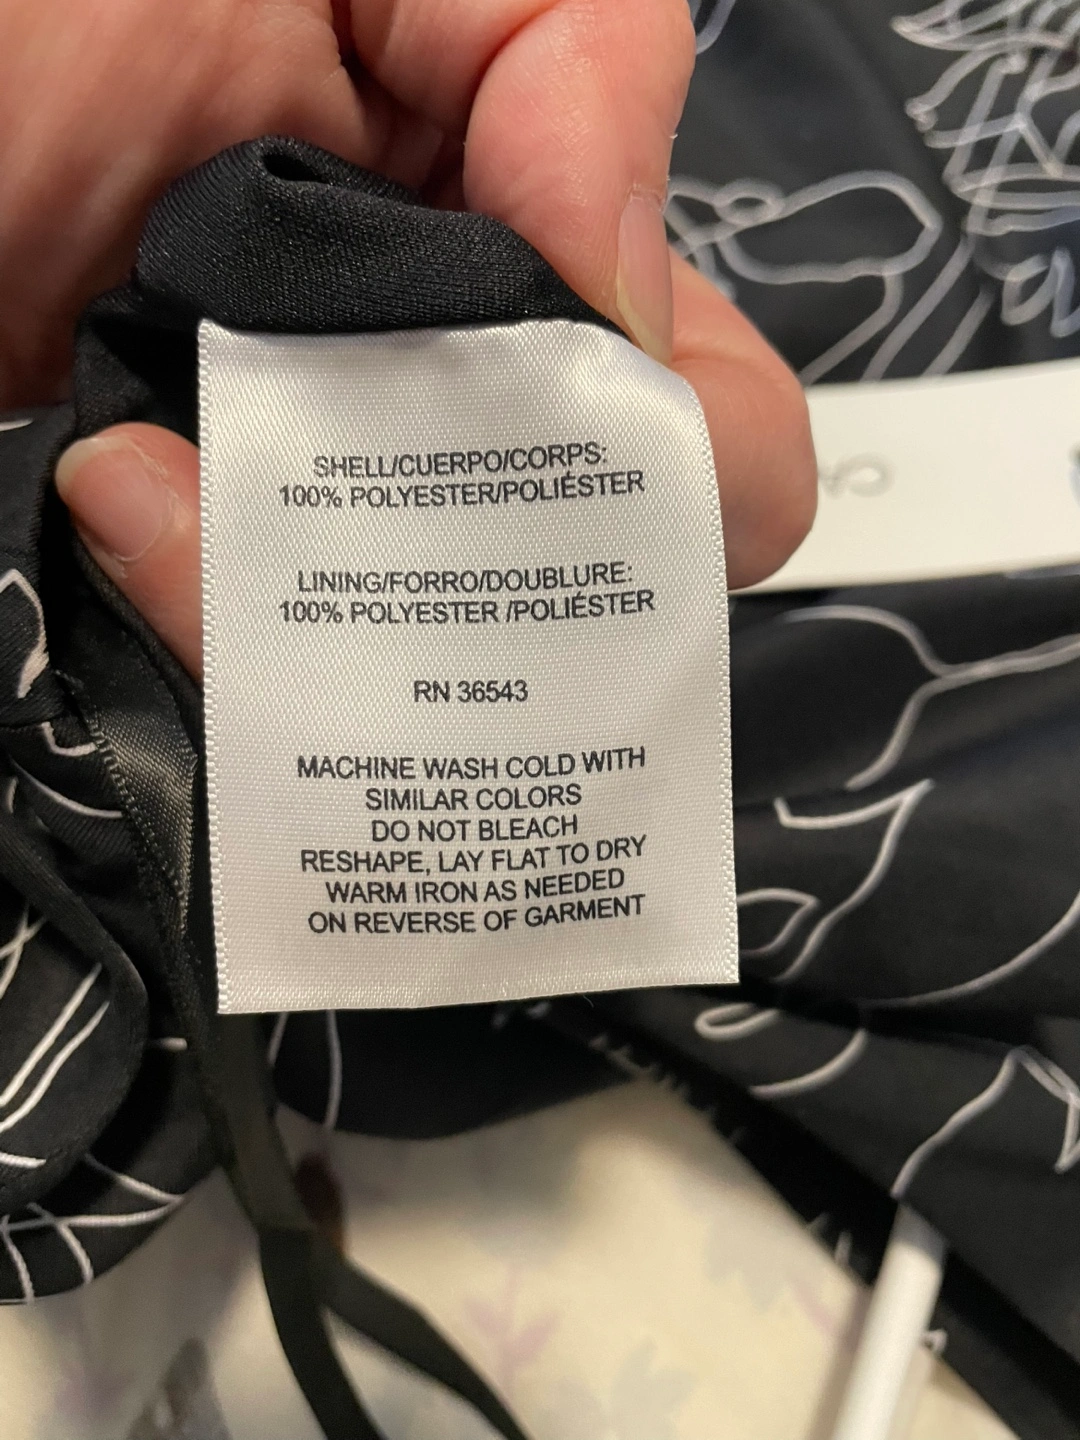 SHELL/CUERPO/CORPS:
100% POLYESTER/POLIÉSTER
LINING/FORRO/DOUBLURE:
100% POLYESTER /POLIÉSTER
RN 36543
MACHINE WASH COLD WITH
SIMILAR COLORS
DO NOT BLEACH
RESHAPE, LAY FLAT TO DRY
WARM IRON AS NEEDED
ON REVERSE OF GARMENT